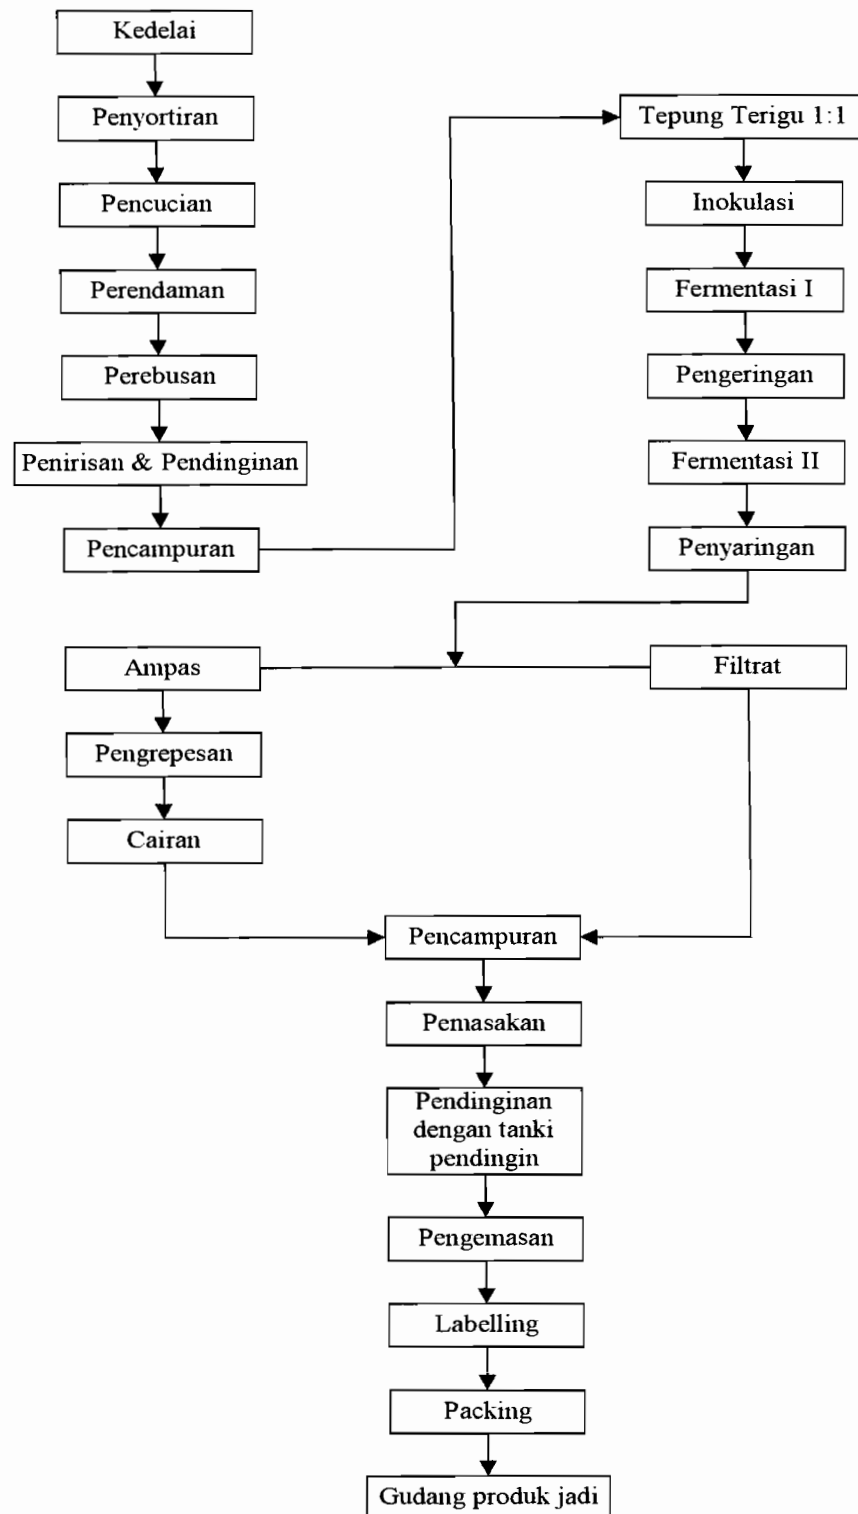 Kedelai
Penyortiran
Pencucian
Perendaman
Perebusan
Penirisan & Pendinginan
Pencampuran
Tepung Terigu 1:1
Inokulasi
Fermentasi I
Pengeringan
Fermentasi II
Penyaringan
Ampas
Filtrat
Pengrepesan
Cairan
Pencampuran
Pemasakan
Pendinginan
dengan tanki
pendingin
Pengemasan
Labelling
Packing
Gudang produk jadi